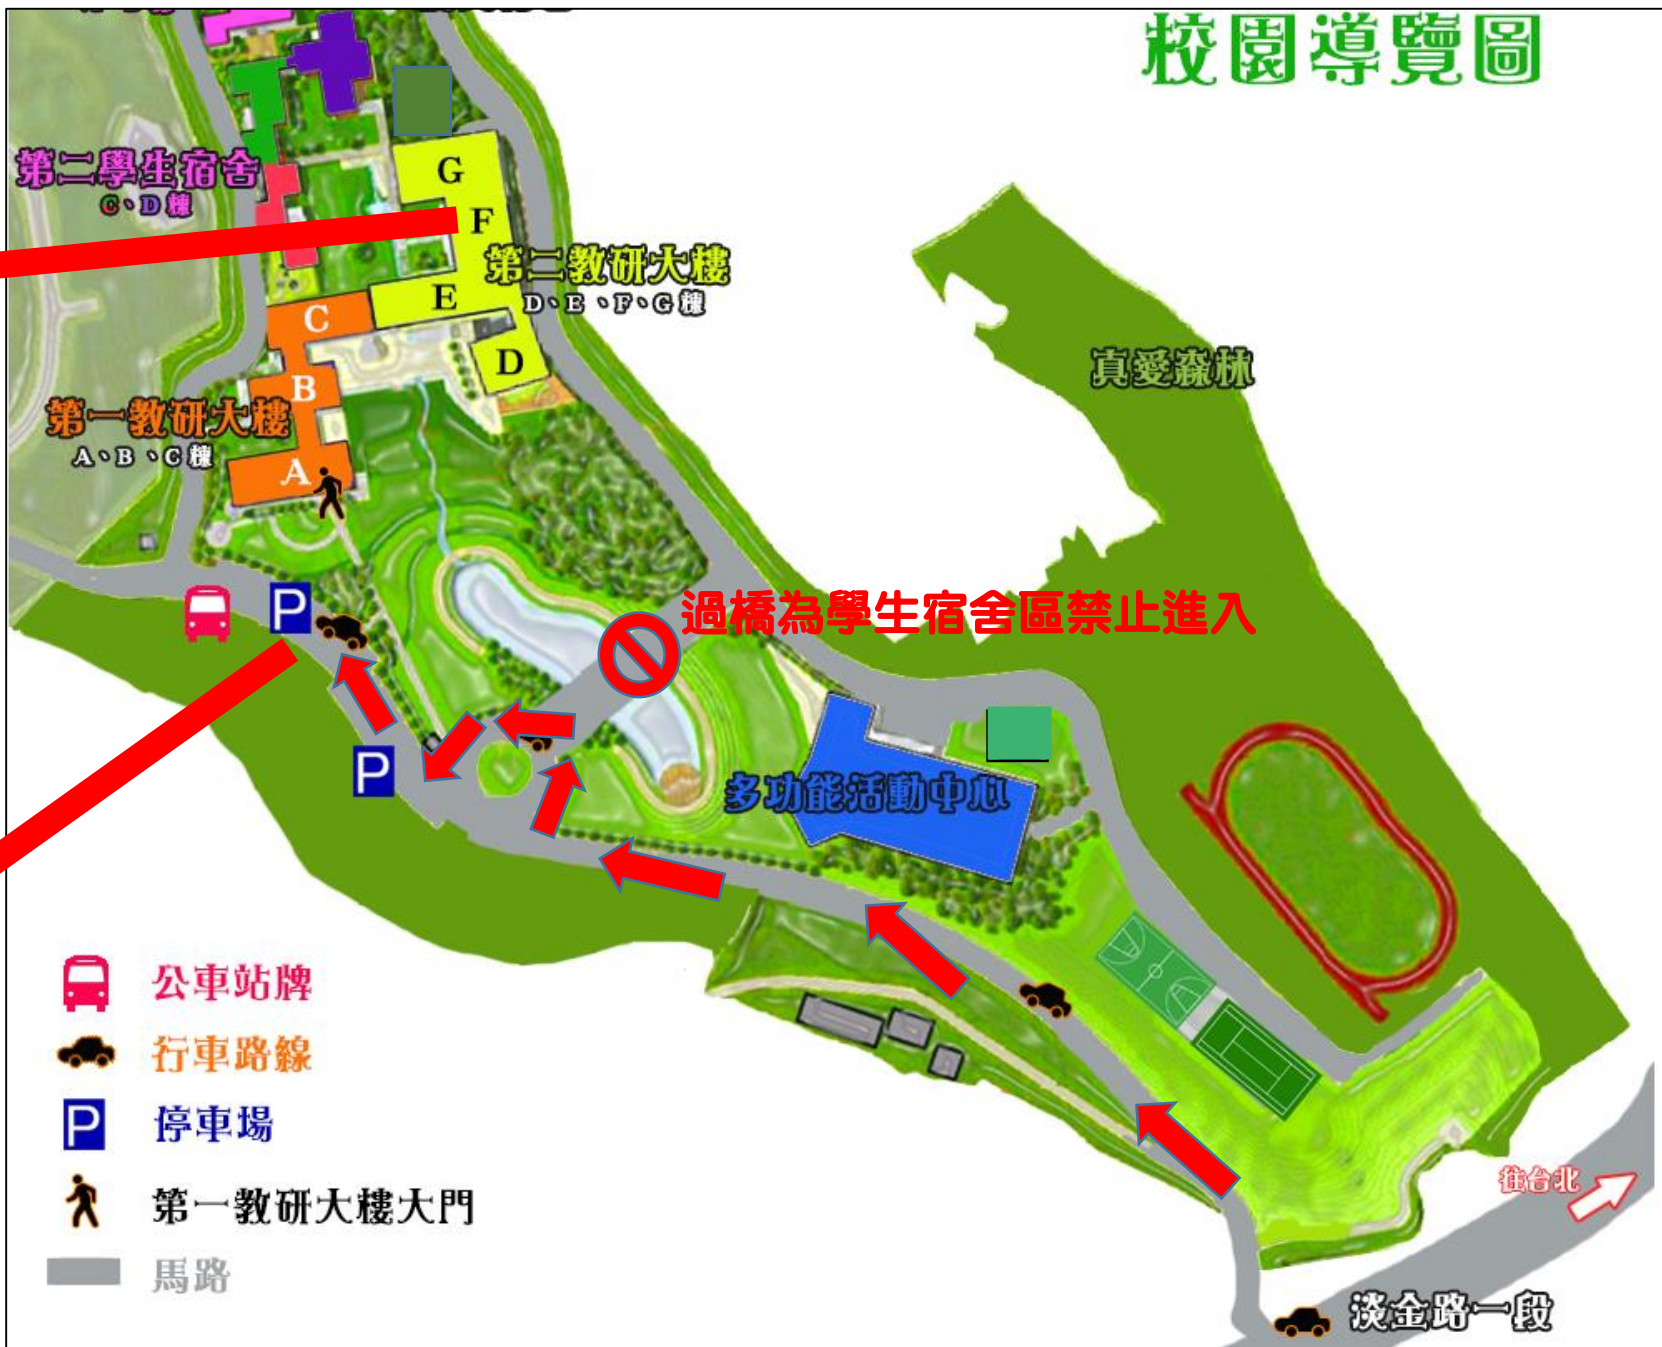 校園導覽圖
第二學生宿舍
C、D棟
G
F
第二教研大樓
D、E、F、G棟
E
C
D
B
真愛森林
第一教研大樓
A、B、C棟
A
過橋為學生宿舍區禁止進入
P
P
多功能活動中心
公車站牌
行車路線
P 停車場
第一教研大樓大門
馬路
往台北
淡金路一段